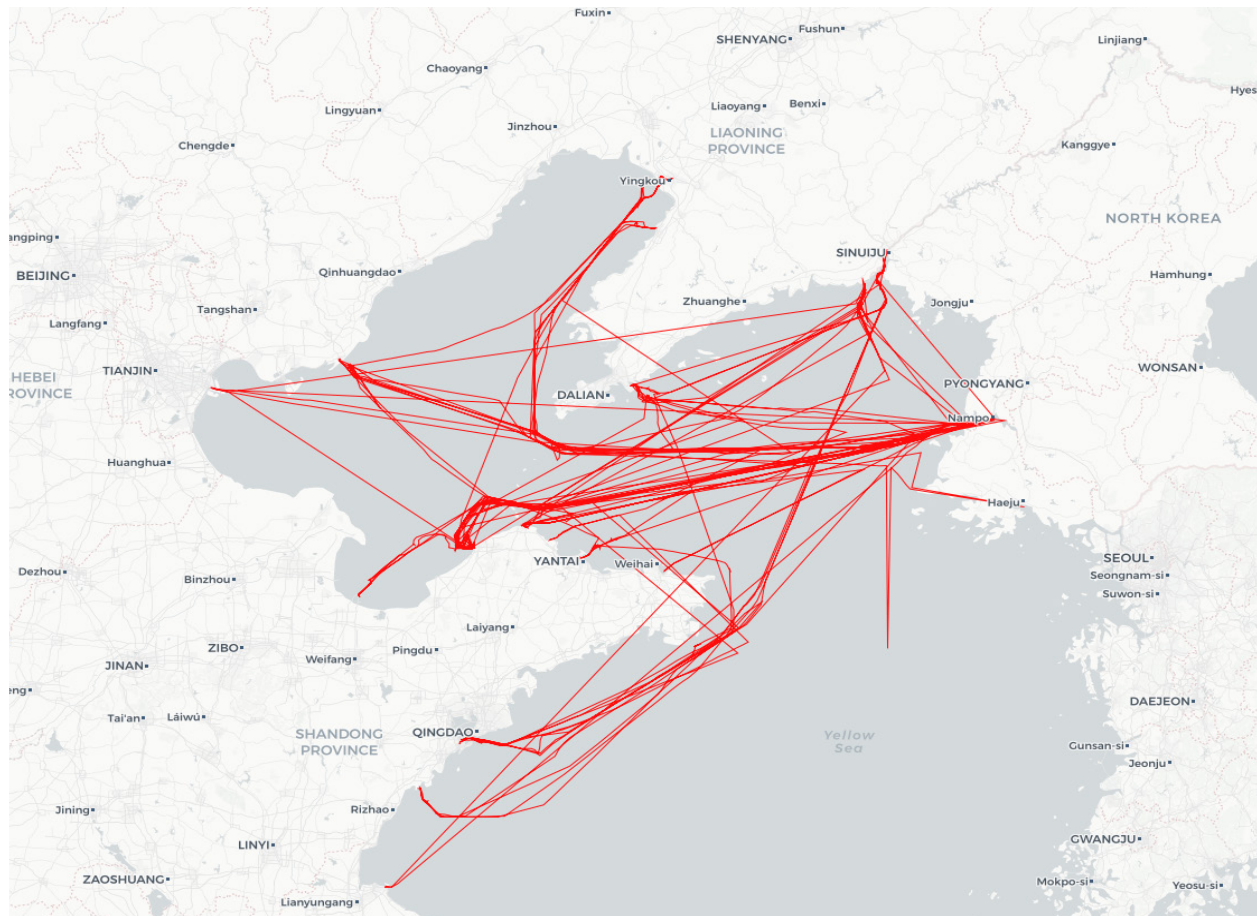 Fuxin
SHENYANG
Fushun
Linjiang
Chaoyang
Hyes
Lingyuan
Liaoyang
Benxi
Jinzhou
LIAONING
PROVINCE
Chengde
Kanggye
Yingkou
NORTH KOREA
angping
SINUIJU
BEIJING
Qinhuangdao
Hamhung
Tangshan
Zhuanghe
Jongju
Langfang
TIANJIN
WONSAN
HEBEI
ROVINCE
PYONGYANG
DALIAN
Nampo
Huanghua
Haeju
SEOUL
Dezhou
Binzhou
YANTAI
Weihai
Seongnam-si
Suwon-si
Laiyang
ZIBO
Pingdu
Weifang
JINAN
eng
DAEJEON
Tai'an
Láiwú
SHANDONG
PROVINCE
QINGDAO
Yellow
Sea
Gunsan-si
Jeonju
Jining
Rizhao
GWANGJU
LINYI
ZAOSHUANG
Mokpo-si
Yeosu-si
Lianyungang